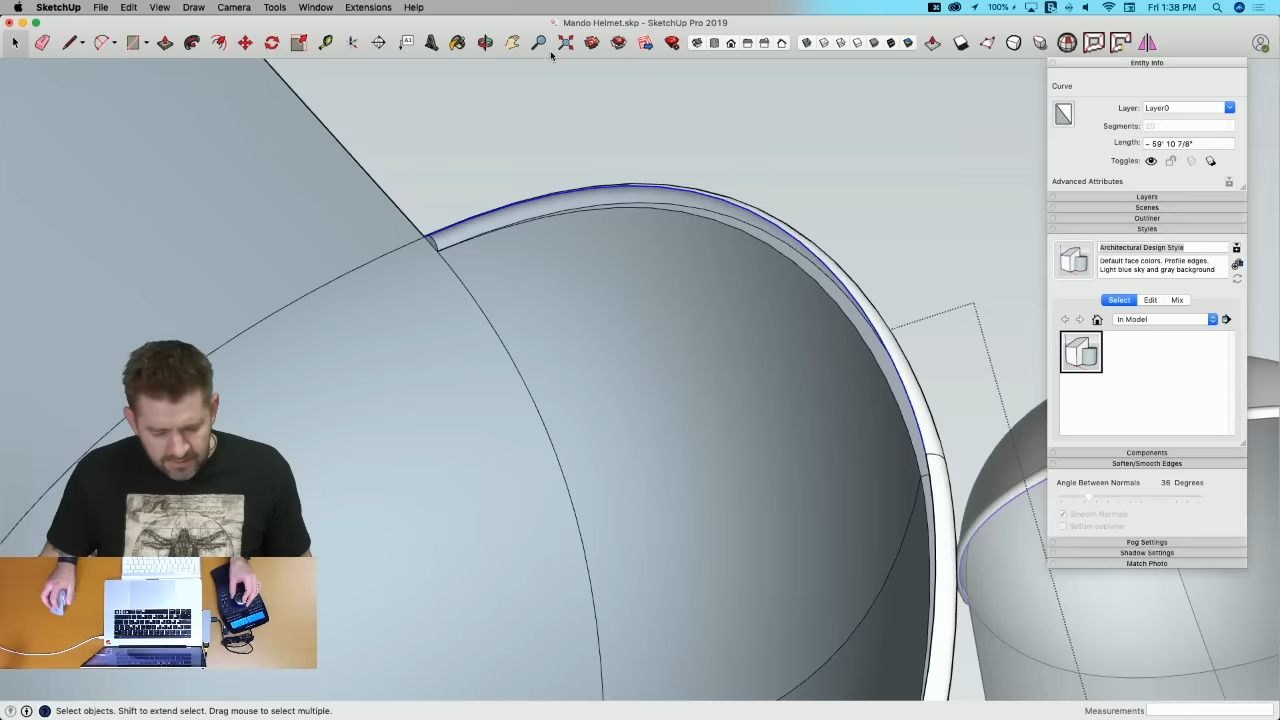 SketchUp File Edit View Draw Camera Tools Window Extensions Help
100% Fri 1:38 PM
Mando Helmet.skp - SketchUp Pro 2019
Entity Info
Curve
Layer: Layer0
Segments: 20
Length: ~ 59' 10 7/8"
Toggles:
Advanced Attributes
Layers
Scenes
Outliner
Styles
Architectural Design Style
Default face colors. Profile edges.
Light blue sky and gray background
Select Edit Mix
In Model
Components
Soften/Smooth Edges
Angle Between Normals 36 Degrees
Smooth Normals
Soften coplanar
Fog Settings
Shadow Settings
Match Photo
Select objects. Shift to extend select. Drag mouse to select multiple.
Measurements